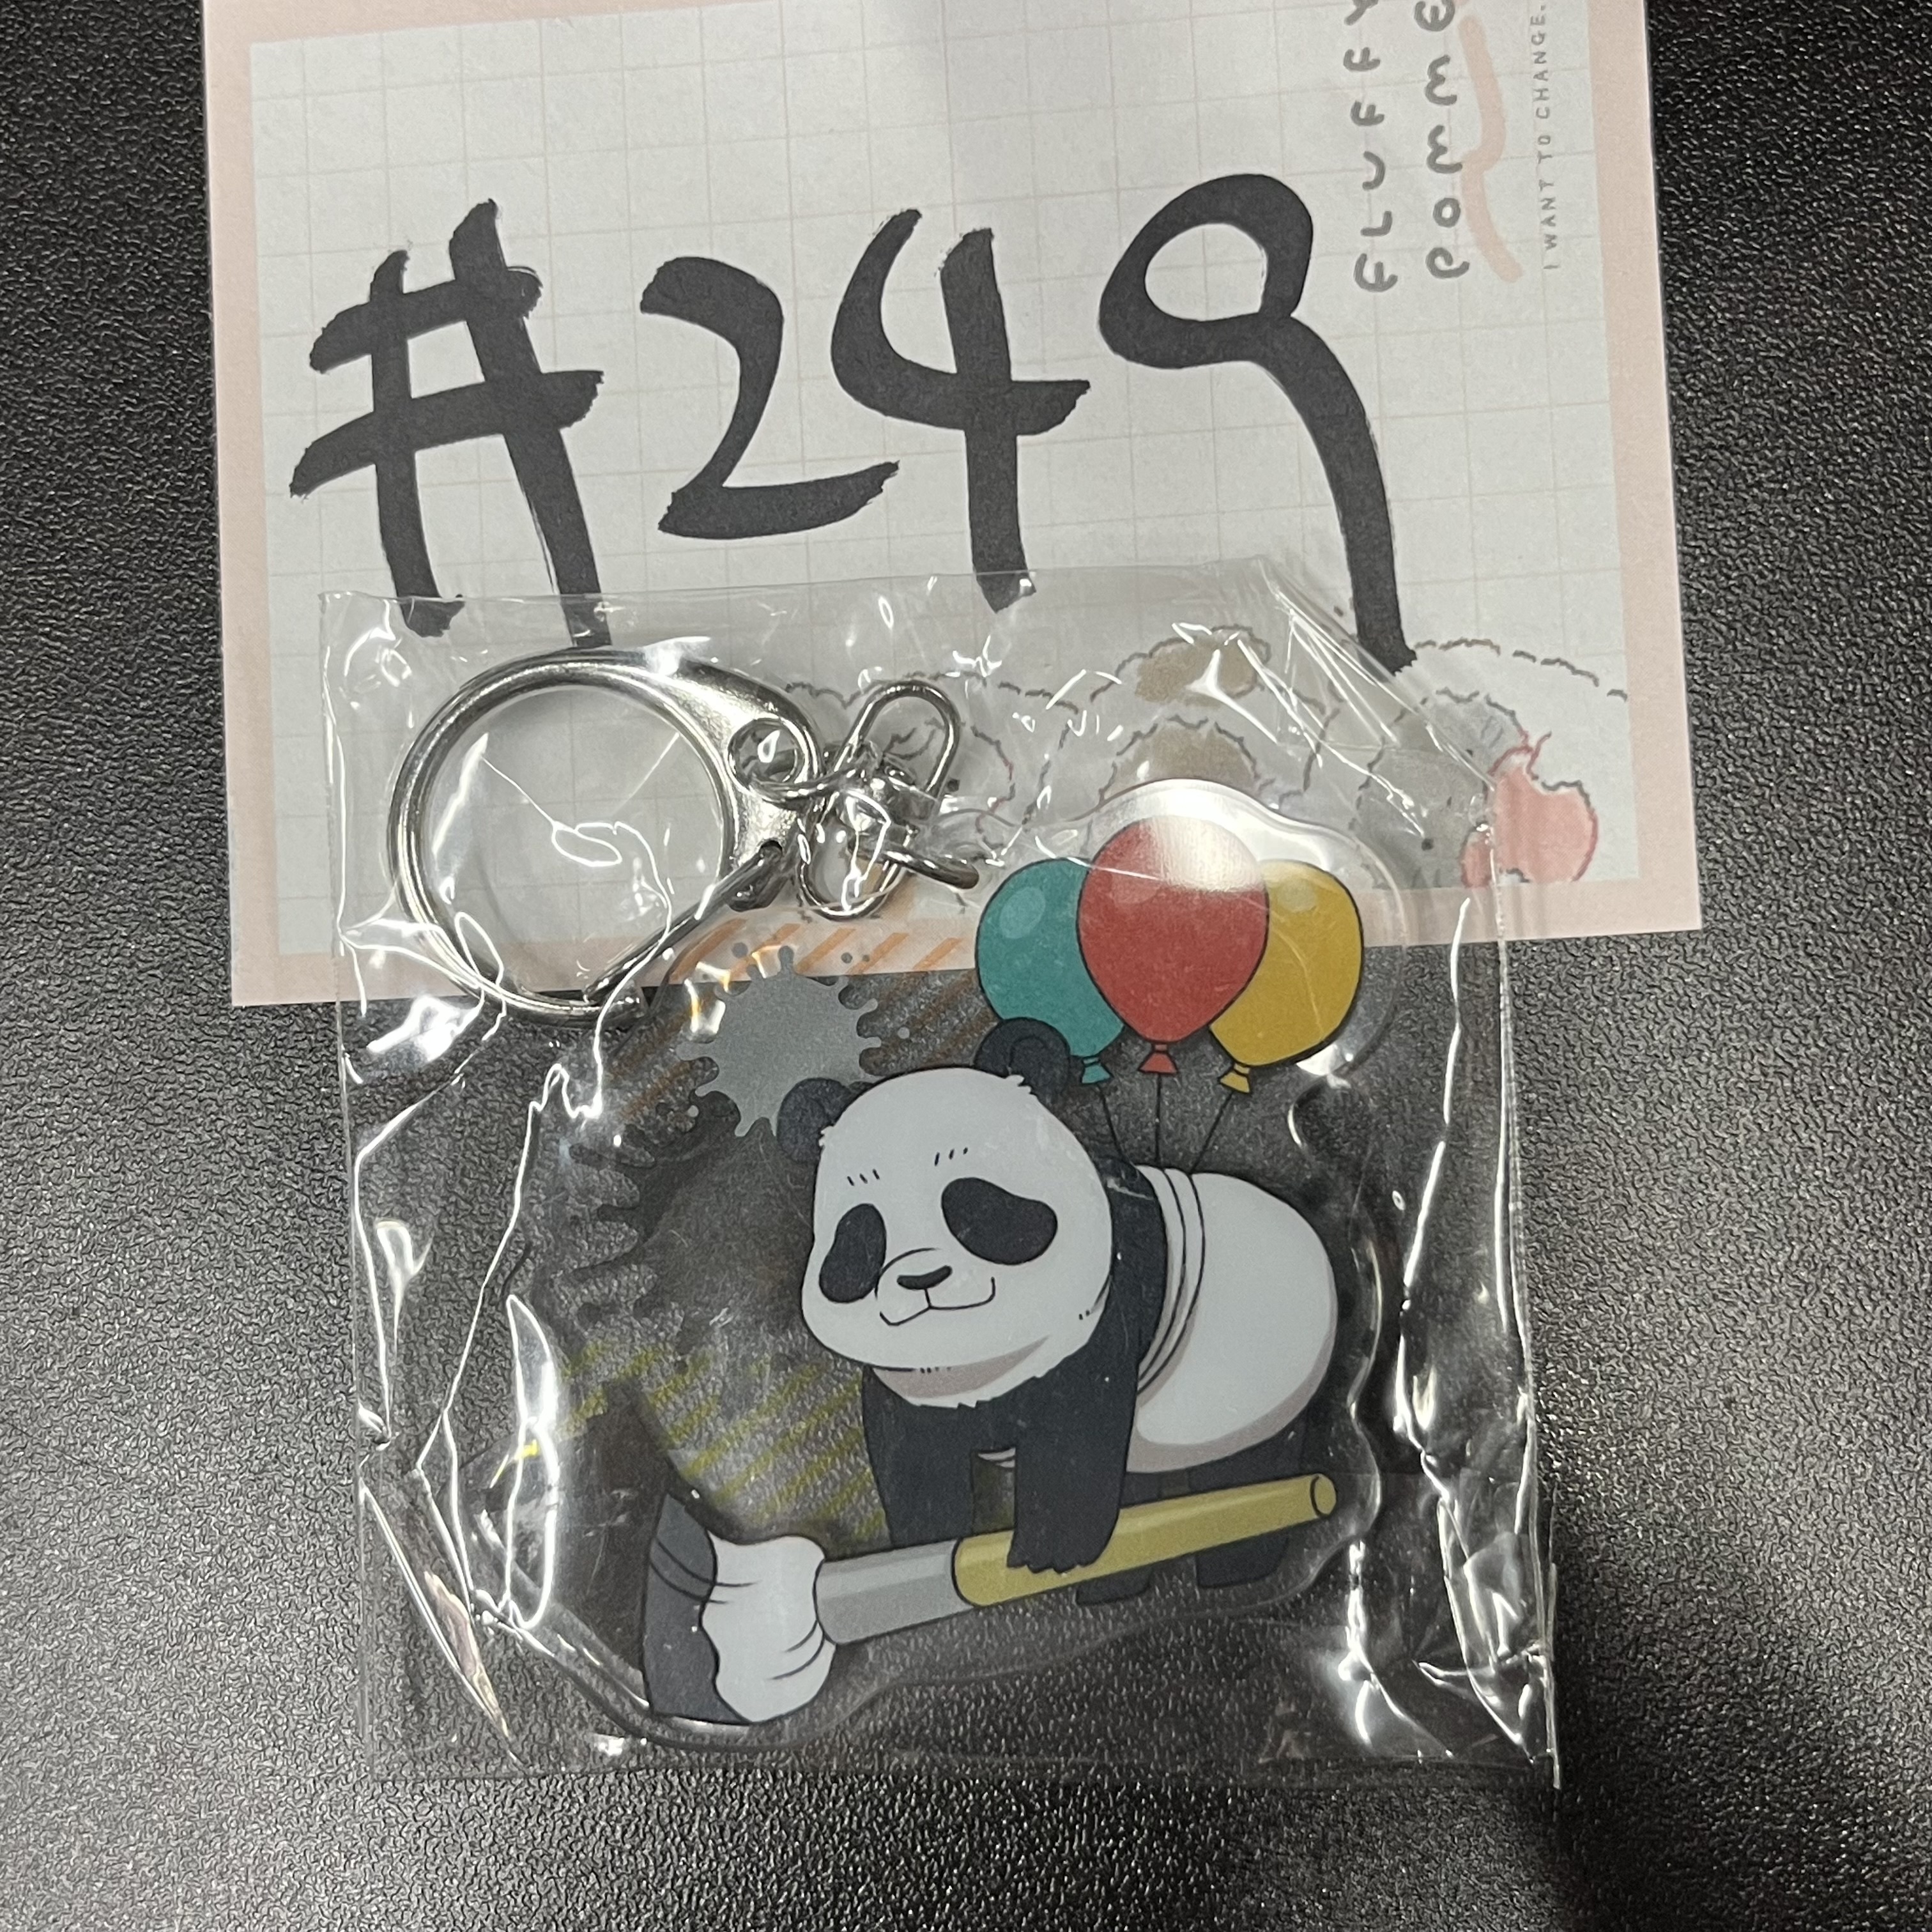 #249
FLUFFY
POMME
I WANT TO CHANGE.